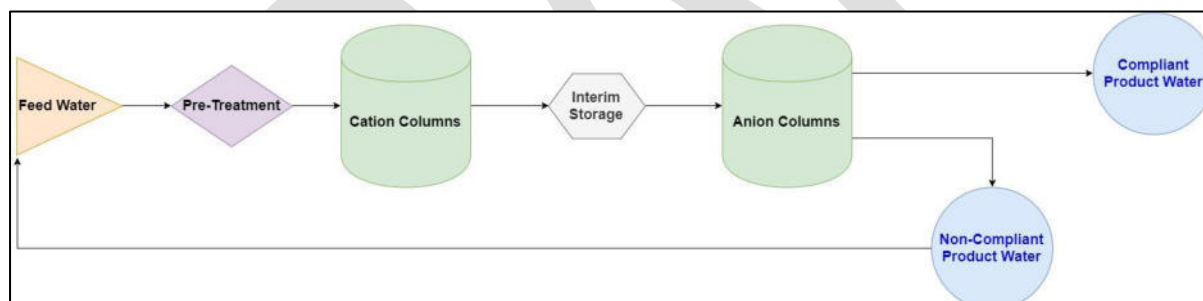 Feed Water
Pre-Treatment
Cation Columns
Interim
Storage
Anion Columns
Compliant
Product Water
Non-Compliant
Product Water